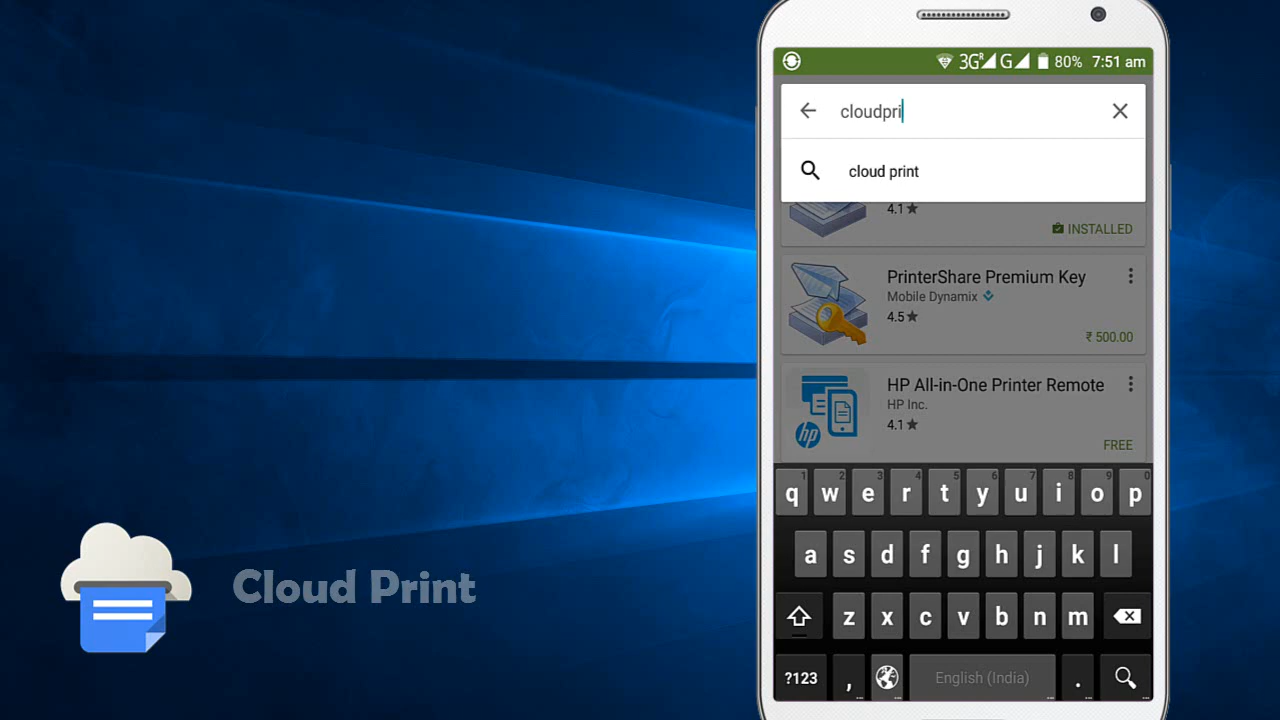 3G R G 80% 7:51 am
cloudpri
cloud print
4.1★
INSTALLED
PrinterShare Premium Key
Mobile Dynamix
4.5★
₹ 500.00
HP All-in-One Printer Remote
HP Inc.
4.1★
hp
FREE
1 2 3 4 5 6 7 8 9 0
q w e r t y u i o p
a s d f g h j k l
z x c v b n m
?123 , English (India) .
Cloud Print